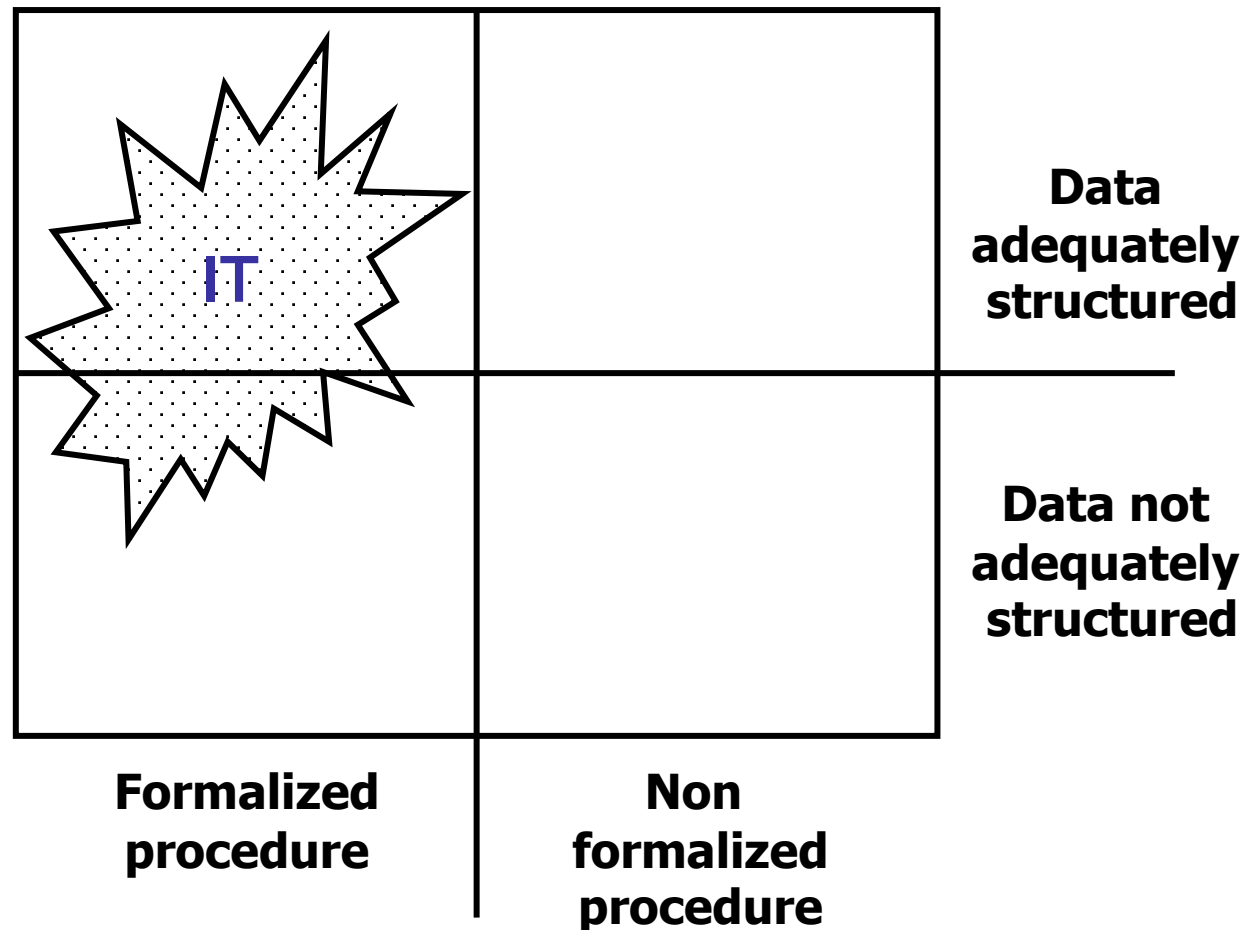 IT
Data
adequately
structured
Data not
adequately
structured
Formalized
procedure
Non
formalized
procedure